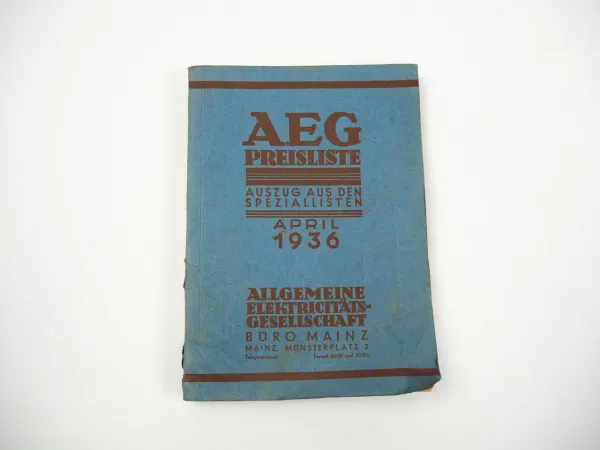 AEG
PREISLISTE
AUSZUG AUS DEN
SPEZIALLISTEN
APRIL
1936
ALLGEMEINE
ELEKTRICITÄTS-
GESELLSCHAFT
BÜRO MAINZ
MAINZ, MÜNSTERPLATZ 2